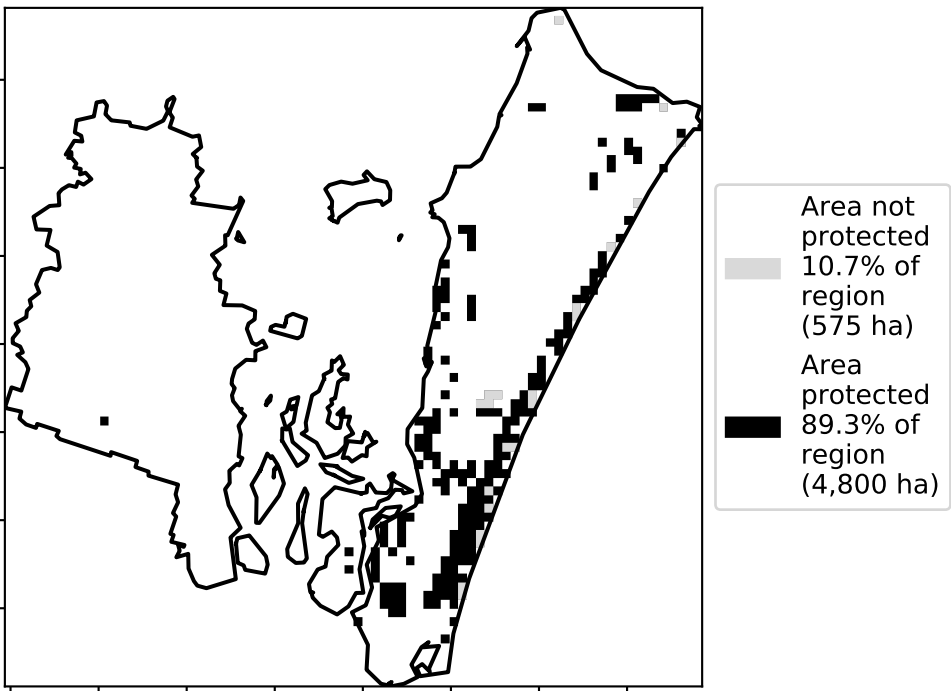 Area not
protected
10.7% of
region
(575 ha)
Area
protected
89.3% of
region
(4,800 ha)